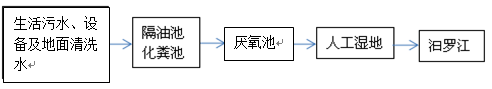 生活污水、设
备及地面清洗
水
隔油池
化粪池
厌氧池
人工湿地
汨罗江